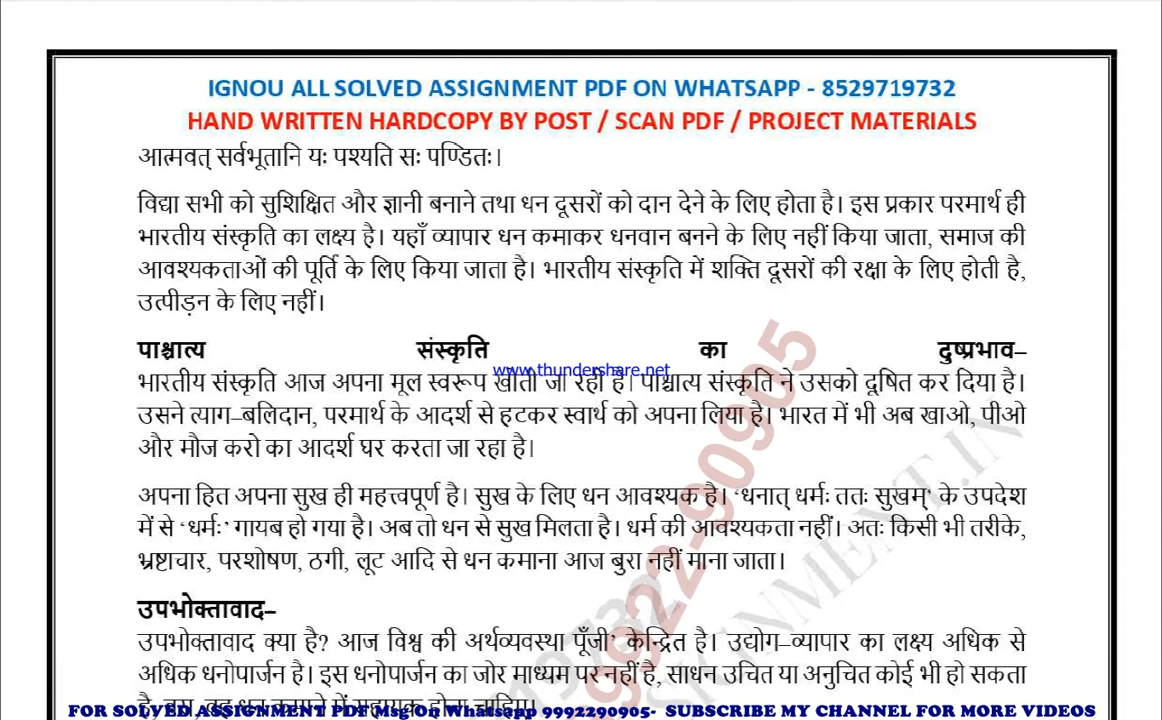 IGNOU ALL SOLVED ASSIGNMENT PDF ON WHATSAPP - 8529719732
HAND WRITTEN HARDCOPY BY POST / SCAN PDF / PROJECT MATERIALS
आत्मवत् सर्वभूतानि यः पश्यति सः पण्डितः।
विद्या सभी को सुशिक्षित और ज्ञानी बनाने तथा धन दूसरों को दान देने के लिए होता है। इस प्रकार परमार्थ ही
भारतीय संस्कृति का लक्ष्य है। यहाँ व्यापार धन कमाकर धनवान बनने के लिए नहीं किया जाता, समाज की
आवश्यकताओं की पूर्ति के लिए किया जाता है। भारतीय संस्कृति में शक्ति दूसरों की रक्षा के लिए होती है,
उत्पीड़न के लिए नहीं।
पाश्चात्य संस्कृति का दुष्प्रभाव–
www.thundershare.net
भारतीय संस्कृति आज अपना मूल स्वरूप खोती जा रही है। पाश्चात्य संस्कृति ने उसको दूषित कर दिया है।
उसने त्याग–बलिदान, परमार्थ के आदर्श से हटकर स्वार्थ को अपना लिया है। भारत में भी अब खाओ, पीओ
और मौज करो का आदर्श घर करता जा रहा है।
अपना हित अपना सुख ही महत्त्वपूर्ण है। सुख के लिए धन आवश्यक है। ‘धनात् धर्मः ततः सुखम्’ के उपदेश
में से ‘धर्मः’ गायब हो गया है। अब तो धन से सुख मिलता है। धर्म की आवश्यकता नहीं। अतः किसी भी तरीके,
भ्रष्टाचार, परशोषण, ठगी, लूट आदि से धन कमाना आज बुरा नहीं माना जाता।
उपभोक्तावाद–
उपभोक्तावाद क्या है? आज विश्व की अर्थव्यवस्था पूँजी’ केन्द्रित है। उद्योग–व्यापार का लक्ष्य अधिक से
अधिक धनोपार्जन है। इस धनोपार्जन का जोर माध्यम पर नहीं है, साधन उचित या अनुचित कोई भी हो सकता
है, बस, वह धन कमाने में सहायक होना चाहिए।
FOR SOLVED ASSIGNMENT PDF Msg On Whatsapp 9992290905- SUBSCRIBE MY CHANNEL FOR MORE VIDEOS